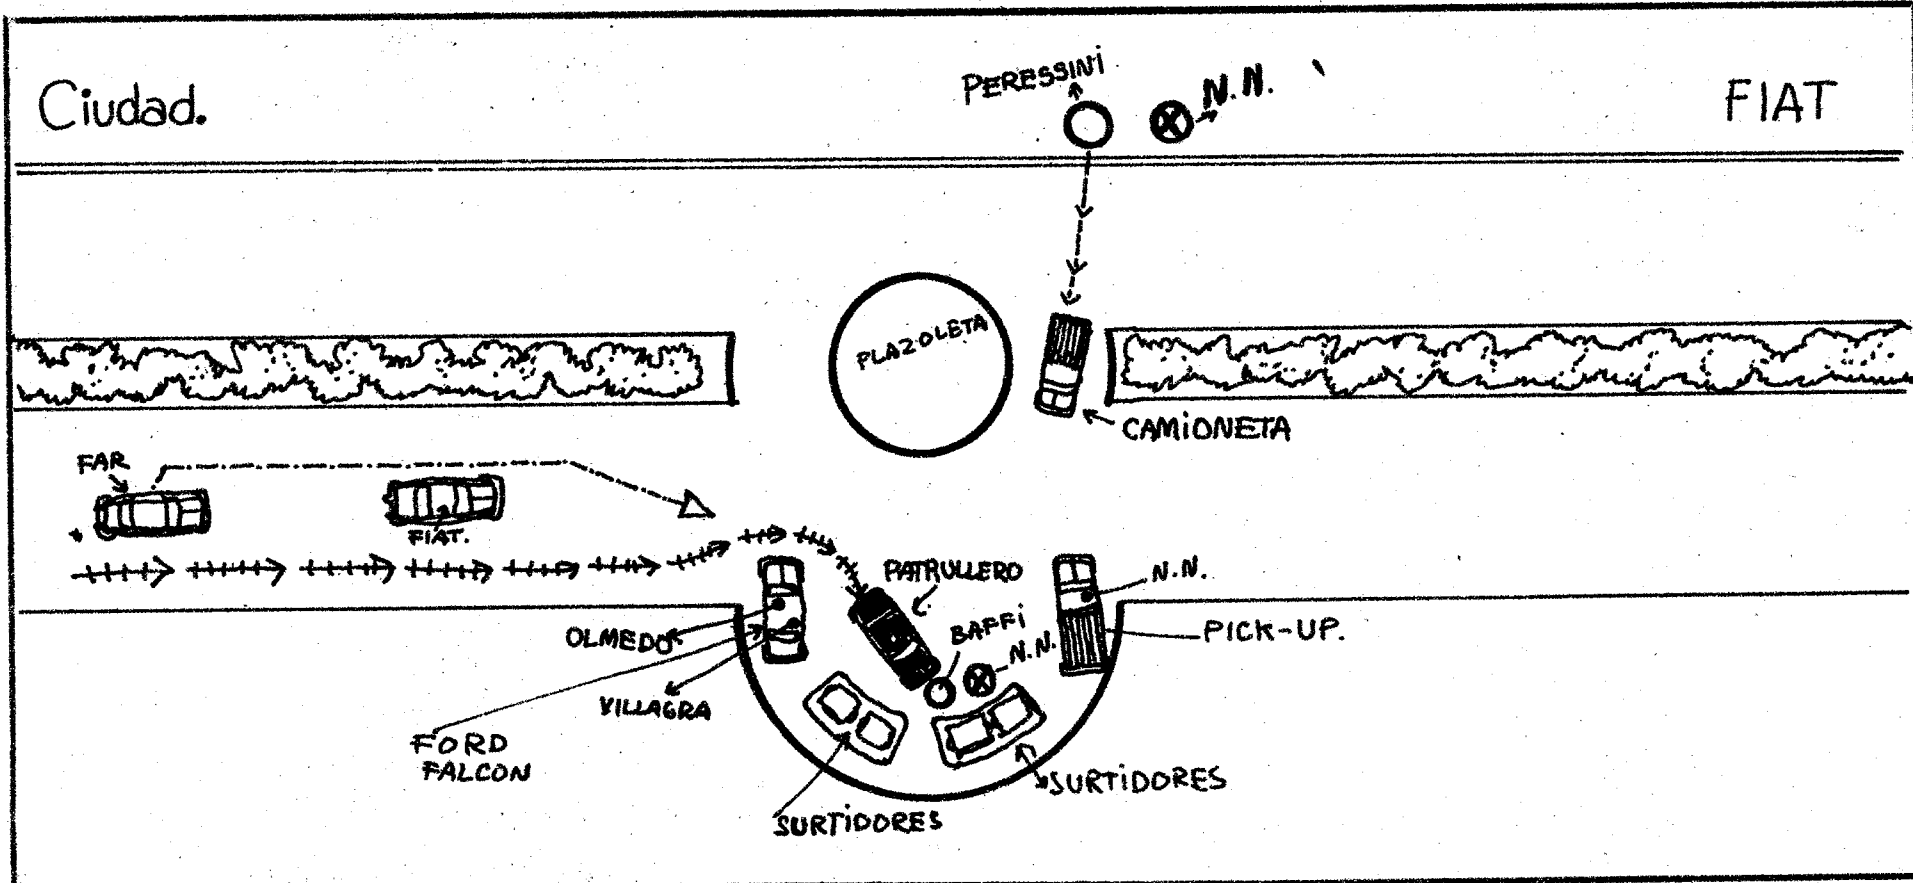 Ciudad.
PERESSINI
N.N.
FIAT
PLAZOLETA
CAMIONETA
FAR
FIAT.
PATRULLERO
N.N.
OLMEDO
BAFFI
PICK-UP.
N.N.
VILLAGRA
FORD
FALCON
SURTIDORES
SURTIDORES